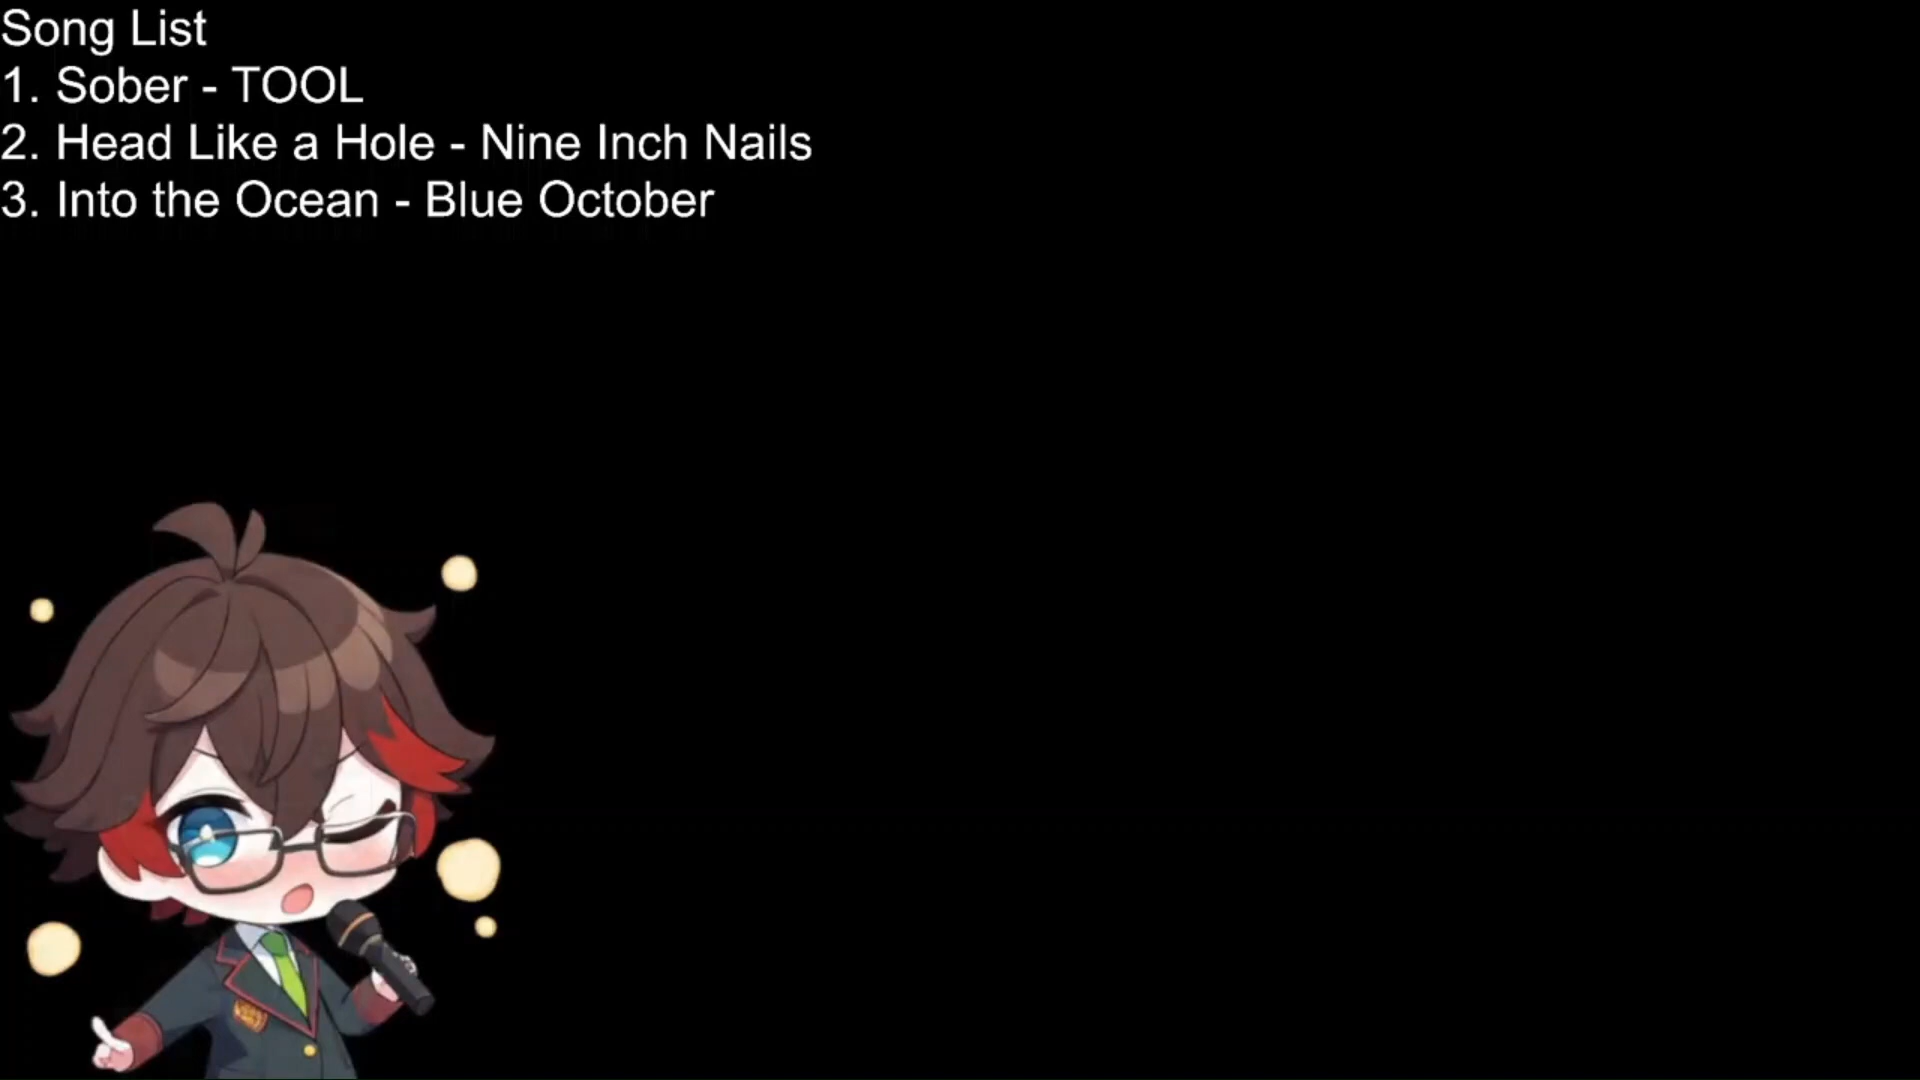 Song List
1. Sober - TOOL
2. Head Like a Hole - Nine Inch Nails
3. Into the Ocean - Blue October